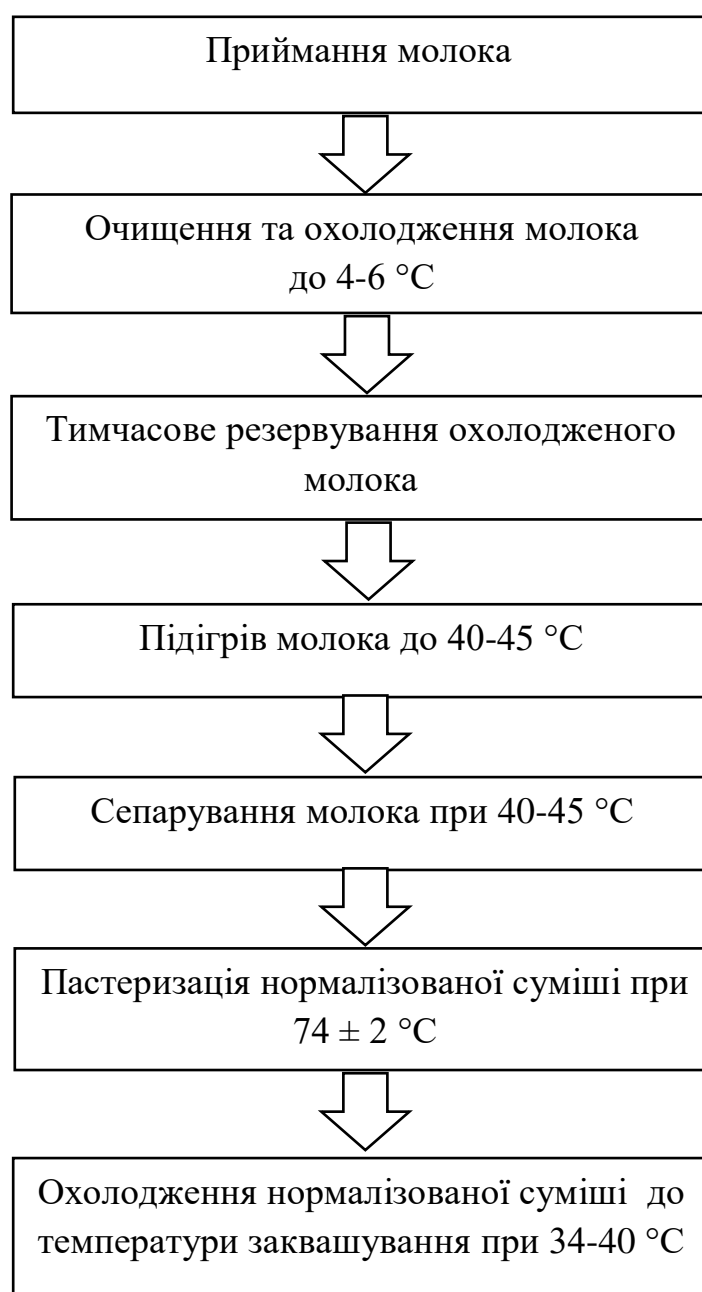 Приймання молока
Очищення та охолодження молока
до 4-6 °С
Тимчасове резервування охолодженого
молока
Підігрів молока до 40-45 °С
Сепарування молока при 40-45 °С
Пастеризація нормалізованої суміші при
74 ± 2 °С
Охолодження нормалізованої суміші до
температури заквашування при 34-40 °С